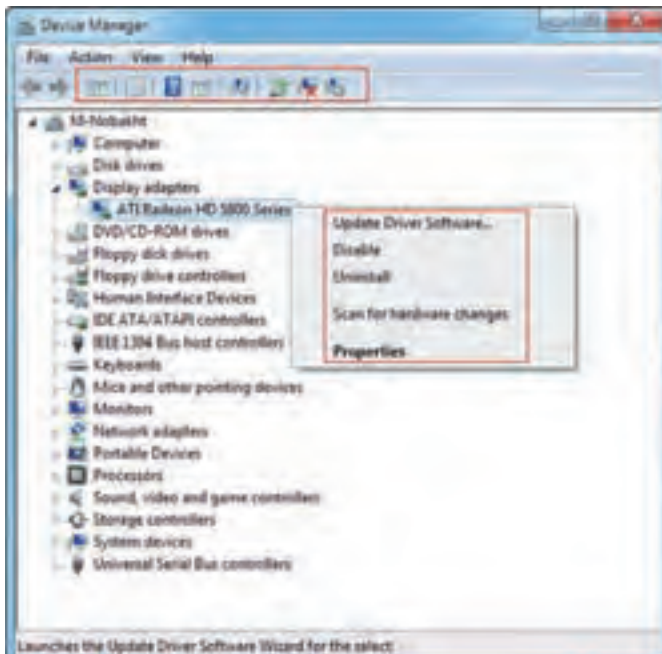 Device Manager
File Action View Help
M-Nobakht
Computer
Disk drives
Display adapters
ATI Radeon HD 5800 Series
DVD/CD-ROM drives
Floppy disk drives
Floppy drive controllers
Human Interface Devices
IDE ATA/ATAPI controllers
IEEE 1394 Bus host controllers
Keyboards
Mice and other pointing devices
Monitors
Network adapters
Portable Devices
Processors
Sound, video and game controllers
Storage controllers
System devices
Universal Serial Bus controllers
Update Driver Software...
Disable
Uninstall
Scan for hardware changes
Properties
Launches the Update Driver Software Wizard for the select